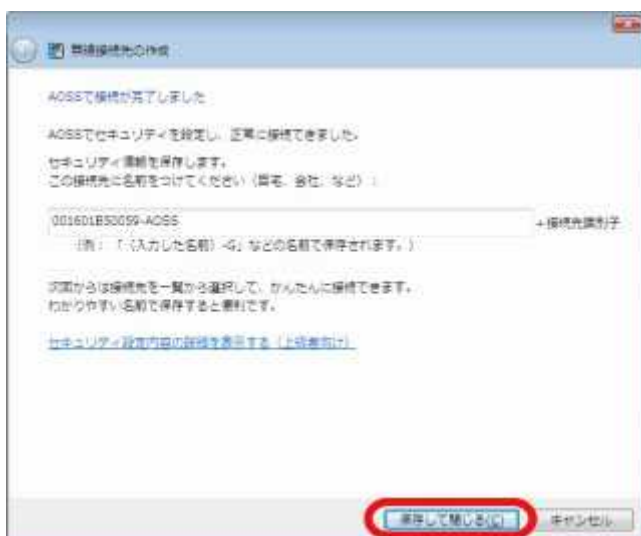 無線接続先の作成
AOSSで接続が完了しました
AOSSでセキュリティを設定し、正常に接続できました。
セキュリティ情報を保存します。
この接続先に名前をつけてください（自宅、会社、など）：
001601B50059-AOSS
+接続先識別子
（例：「（入力した名前）-G」などの名前で保存されます。）
次回からは接続先を一覧から選択して、かんたんに接続できます。
わかりやすい名前で保存すると便利です。
セキュリティ設定内容の詳細を表示する（上級者向け）
保存して閉じる(C)
キャンセル